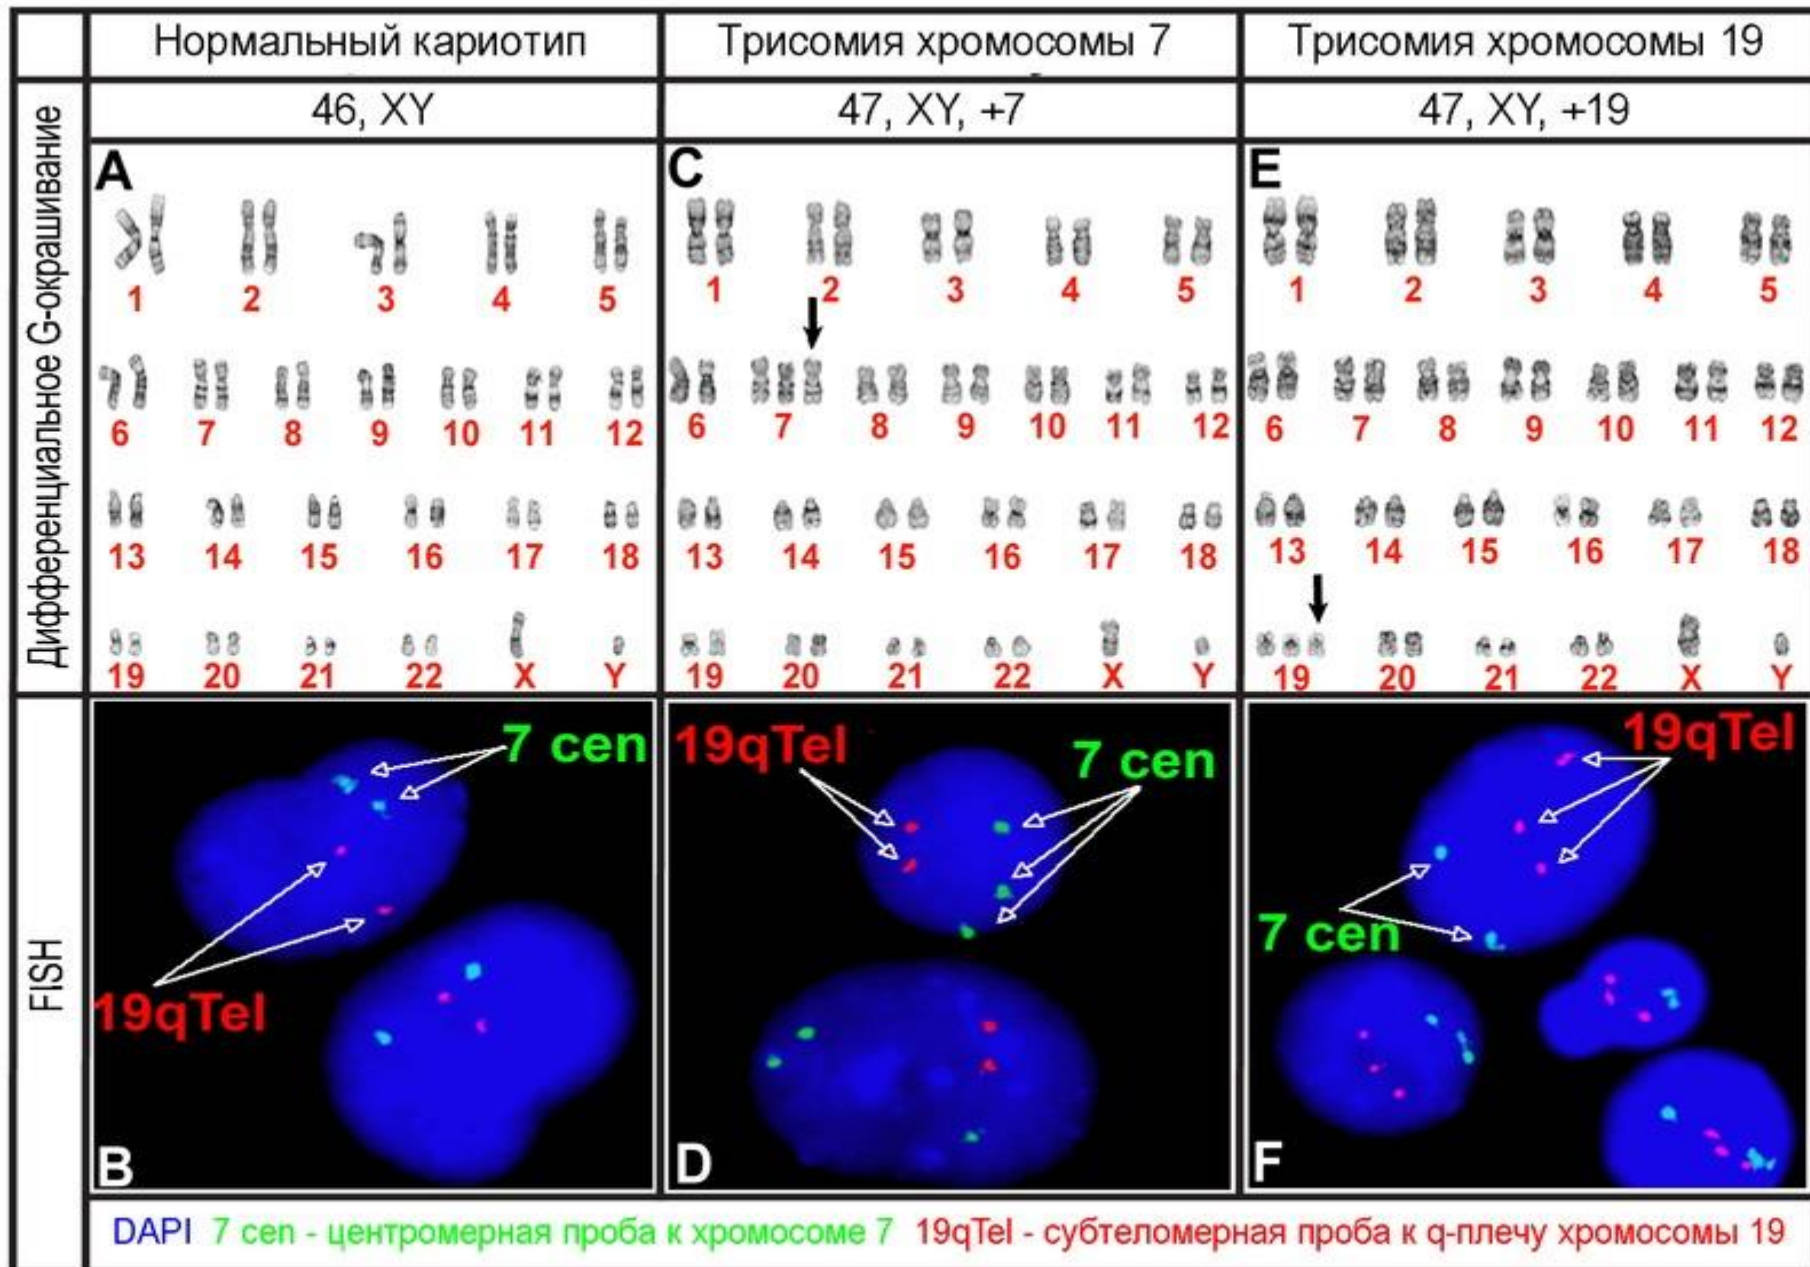 Нормальный кариотип
Трисомия хромосомы 7
Трисомия хромосомы 19
Дифференциальное G-окрашивание
46, XY
47, XY, +7
47, XY, +19
A
1 2 3 4 5
6 7 8 9 10 11 12
13 14 15 16 17 18
19 20 21 22 X Y
C
1 2 3 4 5
6 7 8 9 10 11 12
13 14 15 16 17 18
19 20 21 22 X Y
E
1 2 3 4 5
6 7 8 9 10 11 12
13 14 15 16 17 18
19 20 21 22 X Y
FISH
7 cen
19qTel
B
19qTel
7 cen
D
19qTel
7 cen
F
DAPI 7 cen - центромерная проба к хромосоме 7 19qTel - субтеломерная проба к q-плечу хромосомы 19